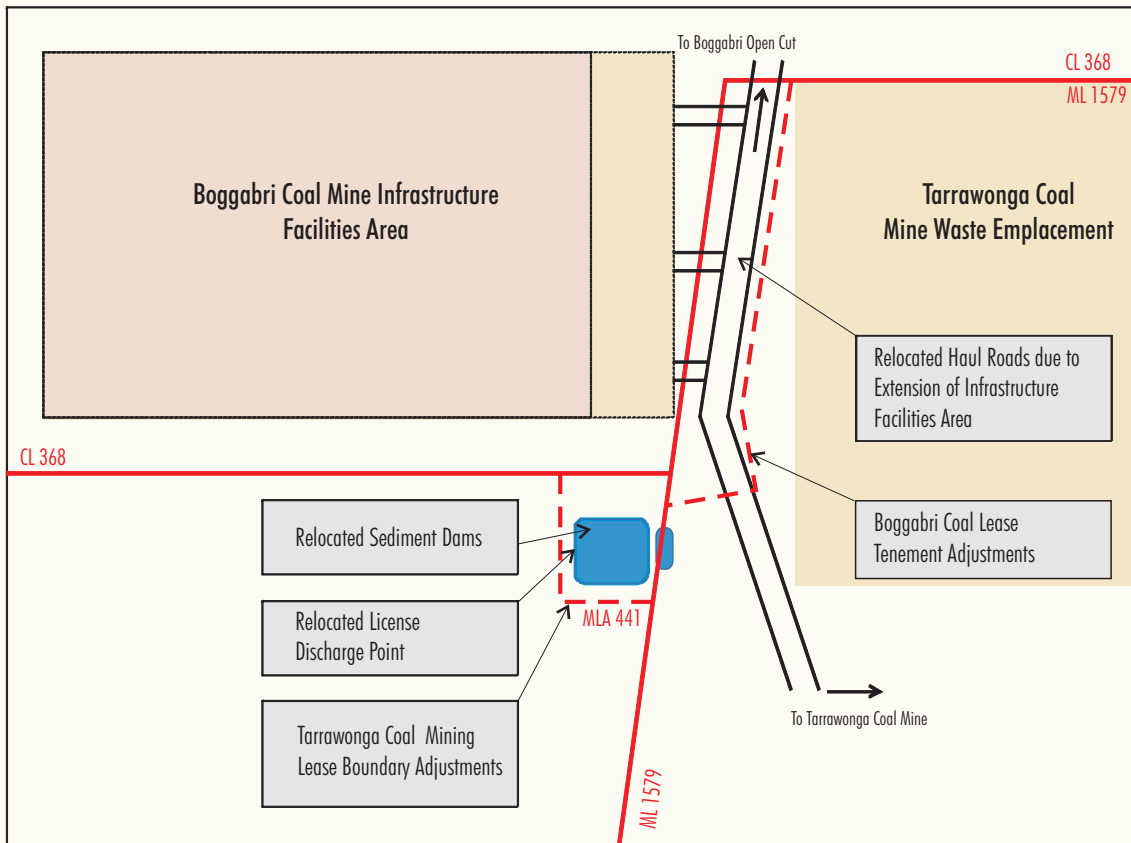 To Boggabri Open Cut
CL 368
ML 1579
Boggabri Coal Mine Infrastructure
Facilities Area
Tarrawonga Coal
Mine Waste Emplacement
Relocated Haul Roads due to
Extension of Infrastructure
Facilities Area
CL 368
Relocated Sediment Dams
Boggabri Coal Lease
Tenement Adjustments
Relocated License
Discharge Point
MLA 441
Tarrawonga Coal Mining
Lease Boundary Adjustments
To Tarrawonga Coal Mine
ML 1579